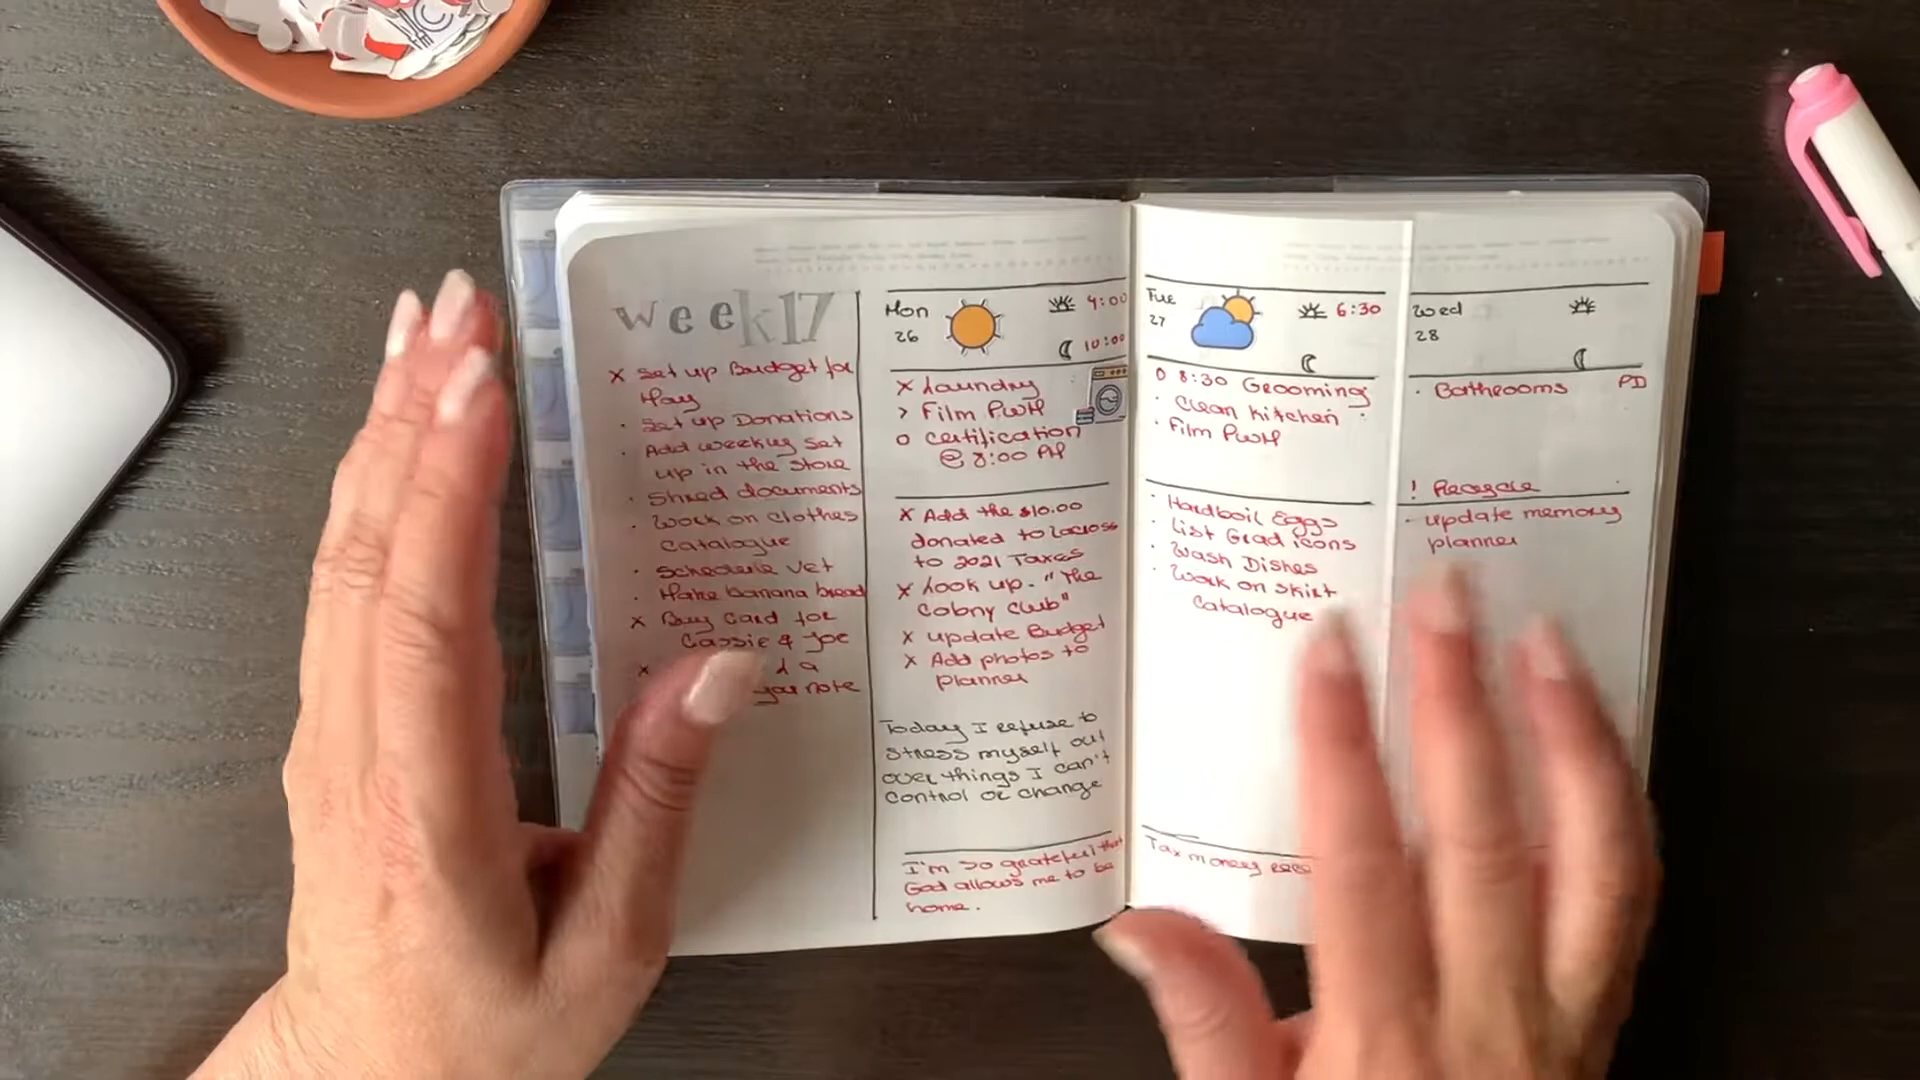 week17
x Set up Budget for
May
· Set up Donations
· Add weekly set
up in the store
· Shred documents
· Work on clothes
catalogue
· Schedule vet
· Make banana bread
x Buy Card for
Cassie & Joe
x a
you note
Mon
26
4:00
10:00
x Laundry
> Film PWM
o certification
@ 8:00 PM
x Add the $10.00
donated to
to 2021 Taxes
x Look up - "The
Colony Club"
x update Budget
x Add photos to
planner
Today I refuse to
stress myself out
over things I can't
control or change
I'm so grateful that
God allows me to be
home.
Tue
27
6:30
o 8:30 Grooming
· Clean Kitchen
· Film PWM
· Hardboil Eggs
· List Grad icons
· Wash Dishes
· Work on skirt
Catalogue
Tax money
Wed
28
· Bathrooms PD
! Recycle
- update memory
planner